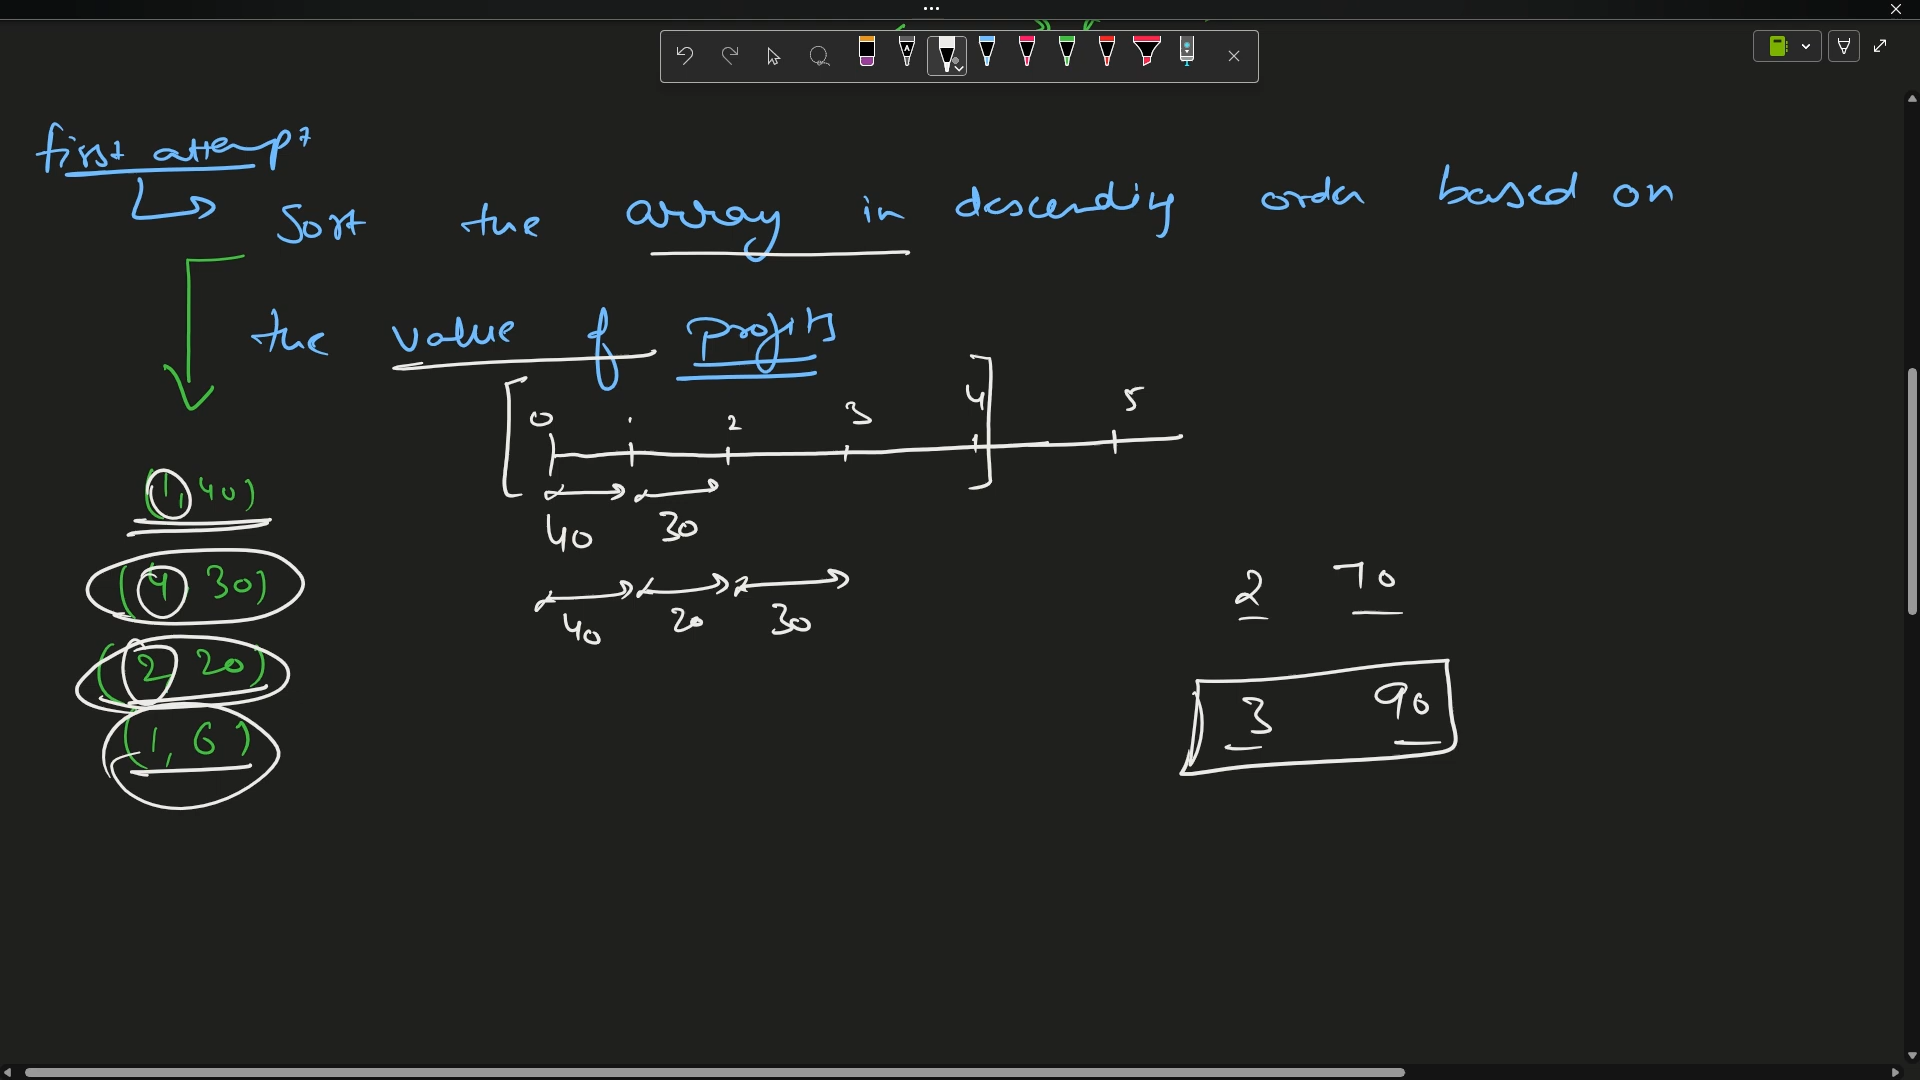 first attempt
Sort the array in descending order based on
the value of profits
0 1 2 3 4 5
(1, 40)
40 30
(4, 30)
2 70
40 20 30
(2, 20)
3 90
(1, 6)